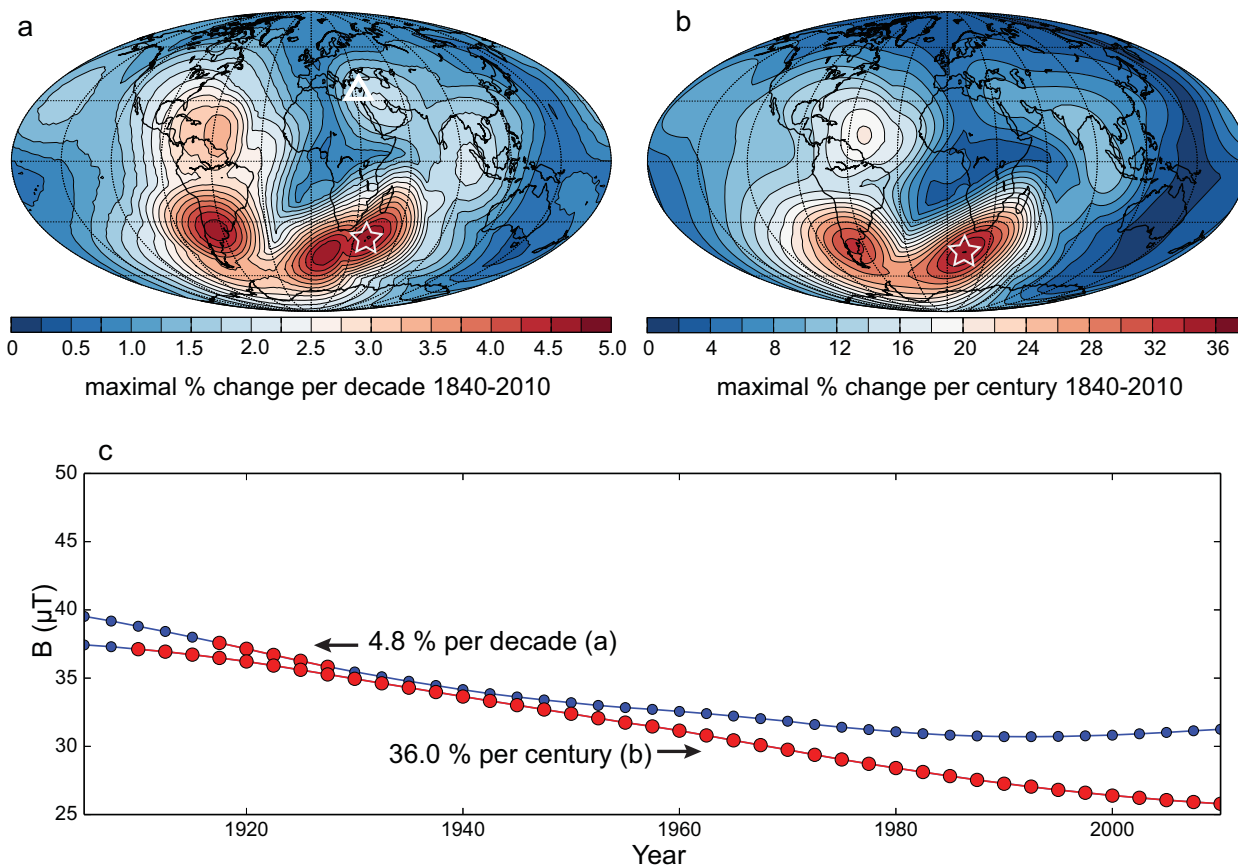 a
b
0 0.5 1.0 1.5 2.0 2.5 3.0 3.5 4.0 4.5 5.0
0 4 8 12 16 20 24 28 32 36
maximal % change per decade 1840-2010
maximal % change per century 1840-2010
c
50
45
40
35
30
25
B (µT)
4.8 % per decade (a)
36.0 % per century (b)
1920 1940 1960 1980 2000
Year